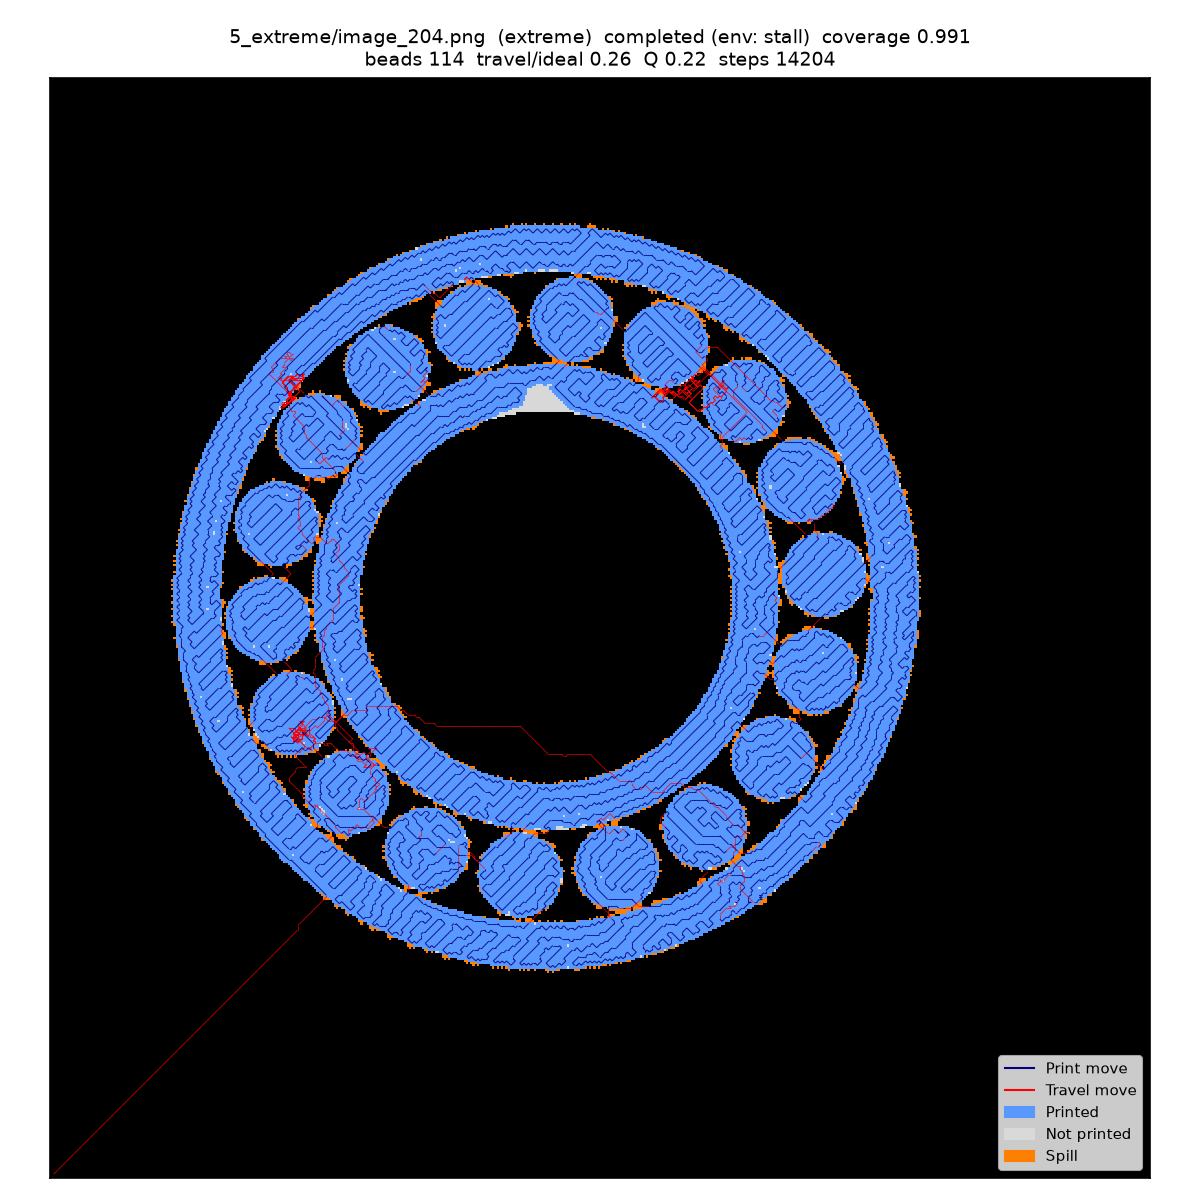 5_extreme/image_204.png  (extreme)  completed (env: stall)  coverage 0.991
beads 114  travel/ideal 0.26  Q 0.22  steps 14204
Print move
Travel move
Printed
Not printed
Spill